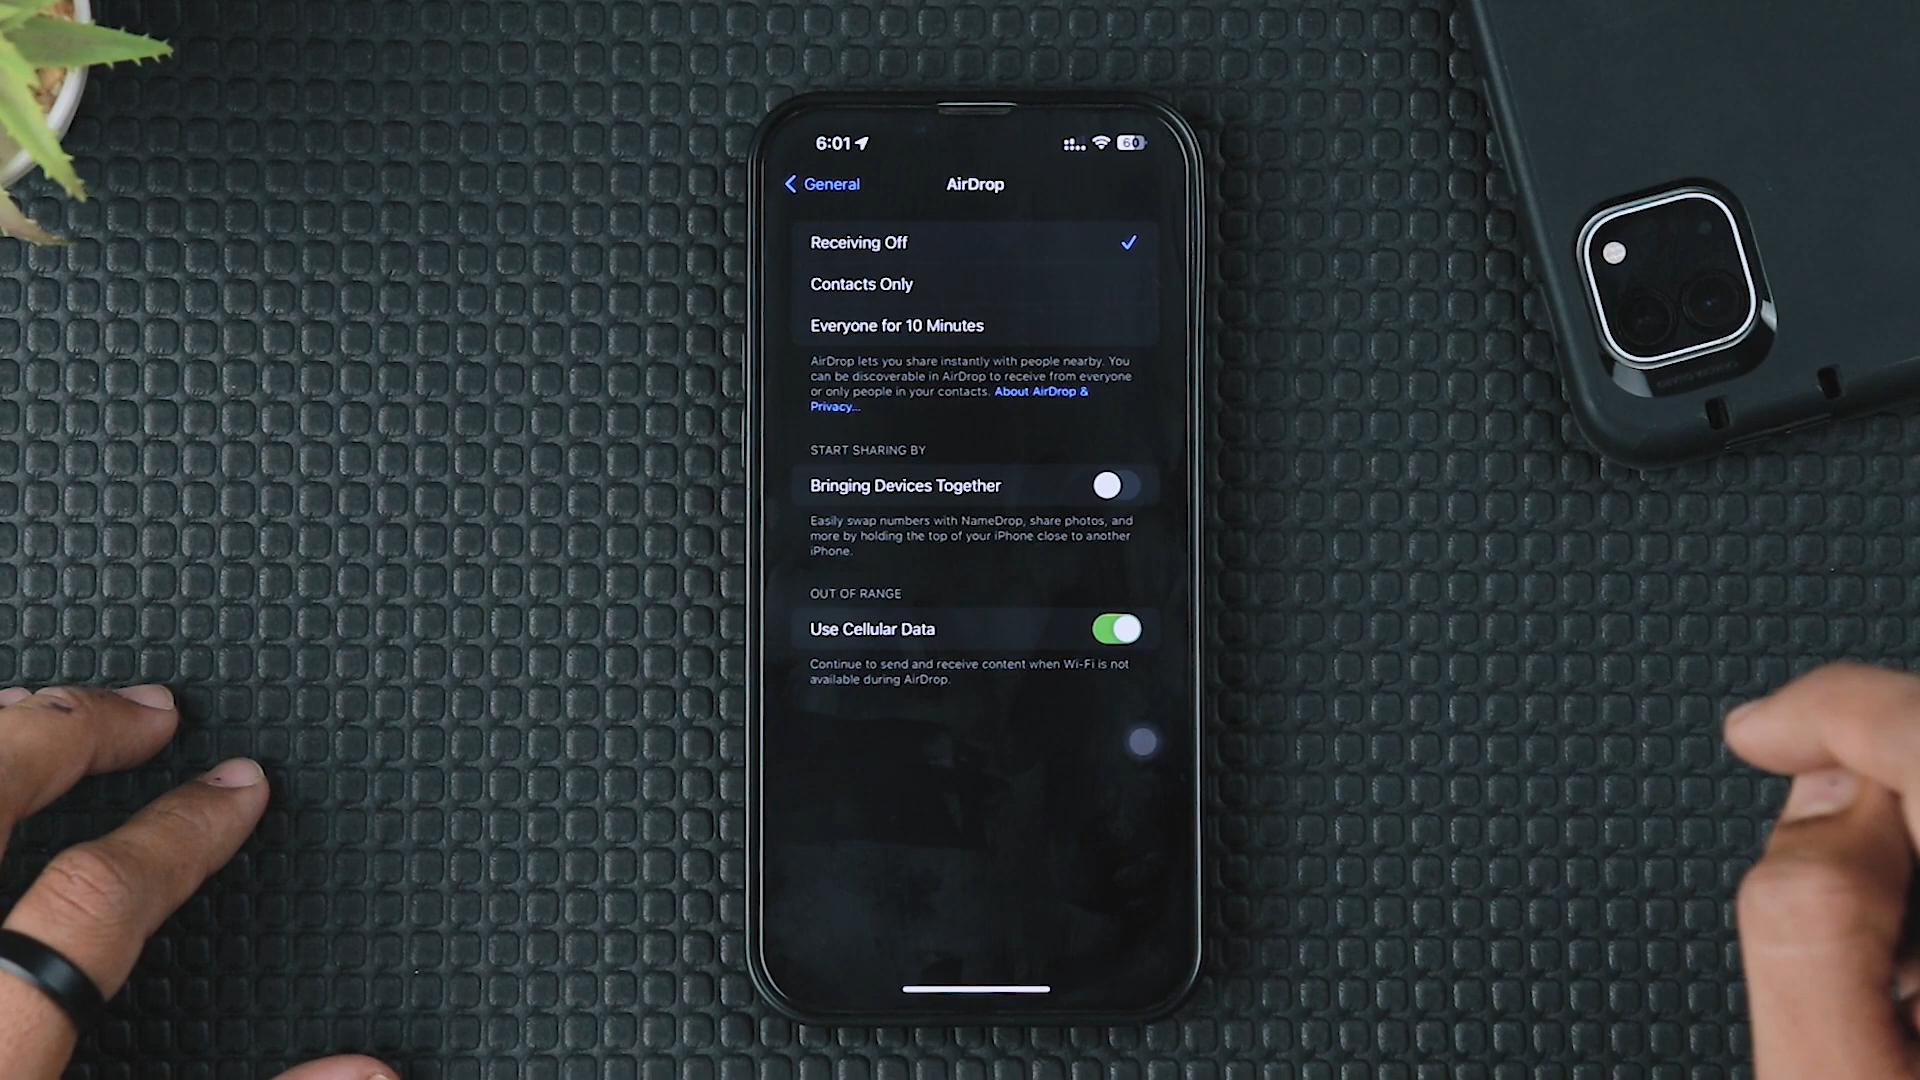 6:01
60
General
AirDrop
Receiving Off
Contacts Only
Everyone for 10 Minutes
AirDrop lets you share instantly with people nearby. You
can be discoverable in AirDrop to receive from everyone
or only people in your contacts. About AirDrop &
Privacy...
START SHARING BY
Bringing Devices Together
Easily swap numbers with NameDrop, share photos, and
more by holding the top of your iPhone close to another
iPhone.
OUT OF RANGE
Use Cellular Data
Continue to send and receive content when Wi-Fi is not
available during AirDrop.